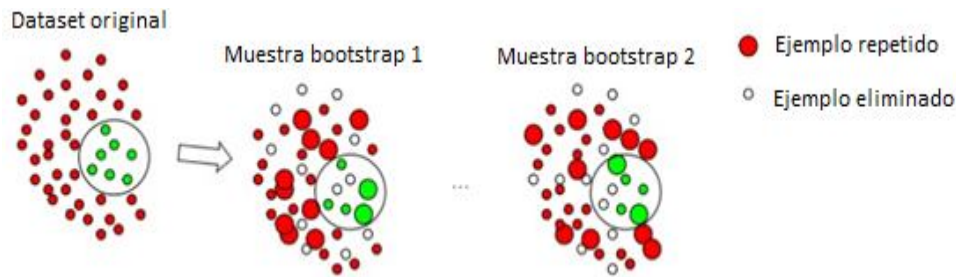 Dataset original
Muestra bootstrap 1
Muestra bootstrap 2
Ejemplo repetido
Ejemplo eliminado
...